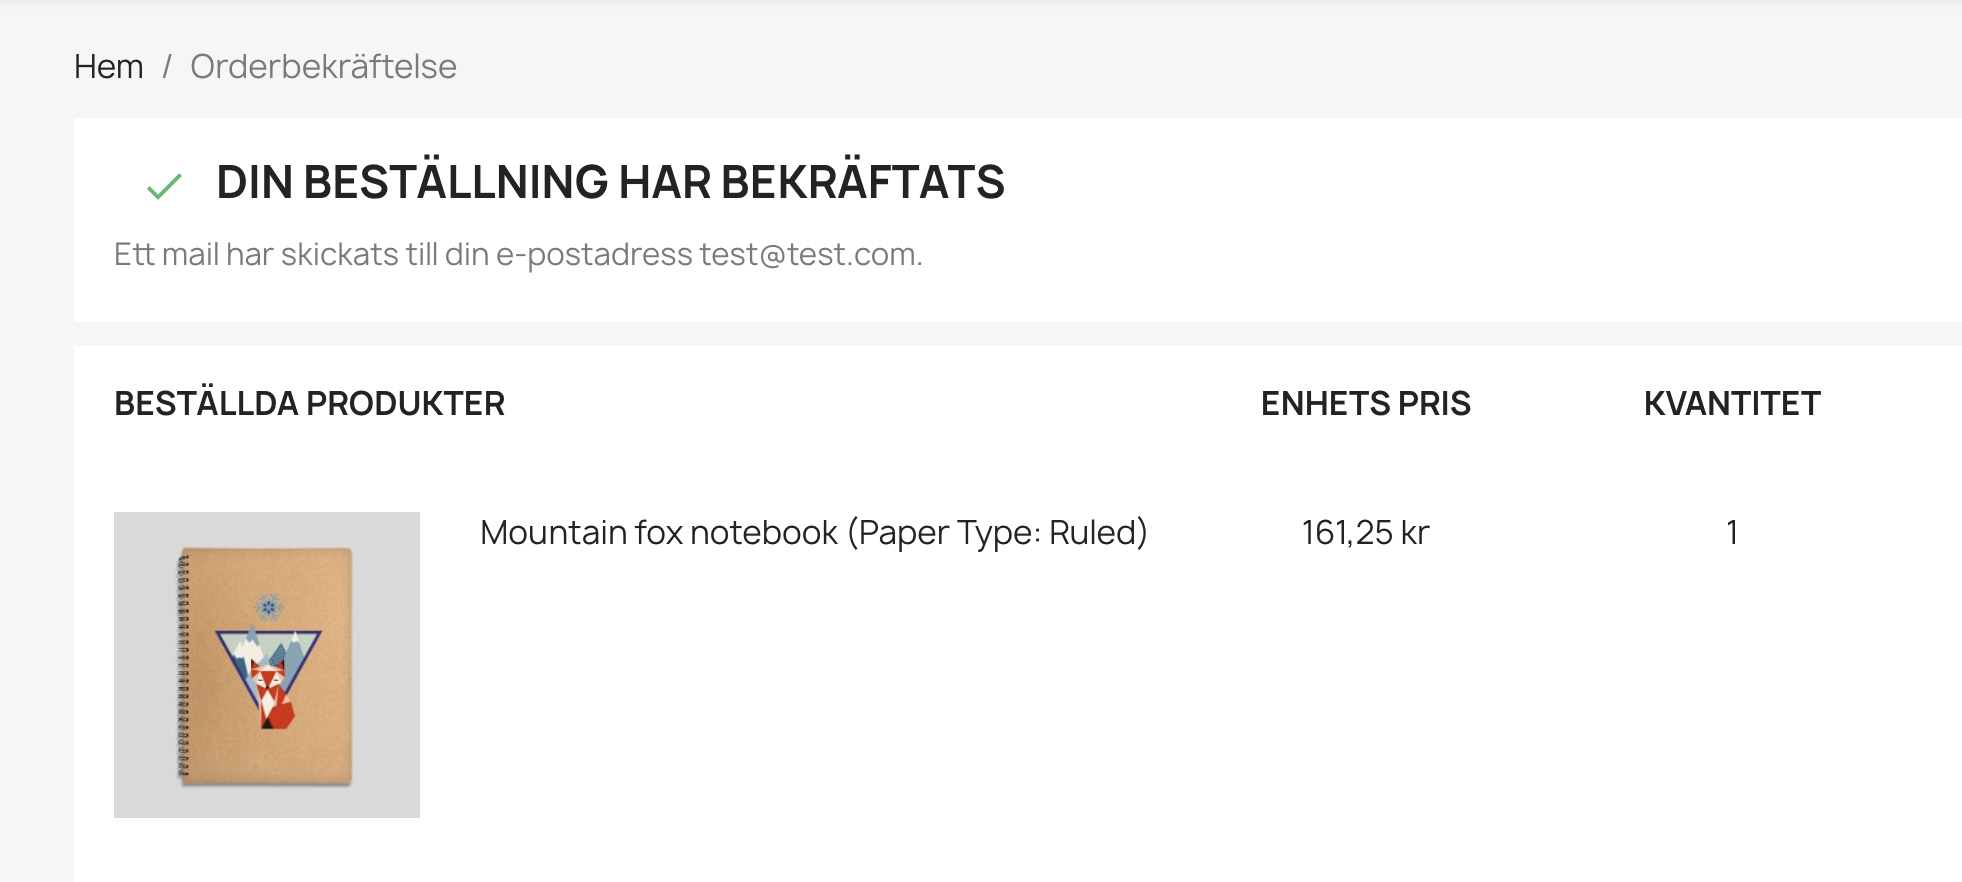 Hem / Orderbekräftelse
DIN BESTÄLLNING HAR BEKRÄFTATS
Ett mail har skickats till din e-postadress test@test.com.
BESTÄLLDA PRODUKTER ENHETS PRIS KVANTITET
Mountain fox notebook (Paper Type: Ruled) 161,25 kr 1